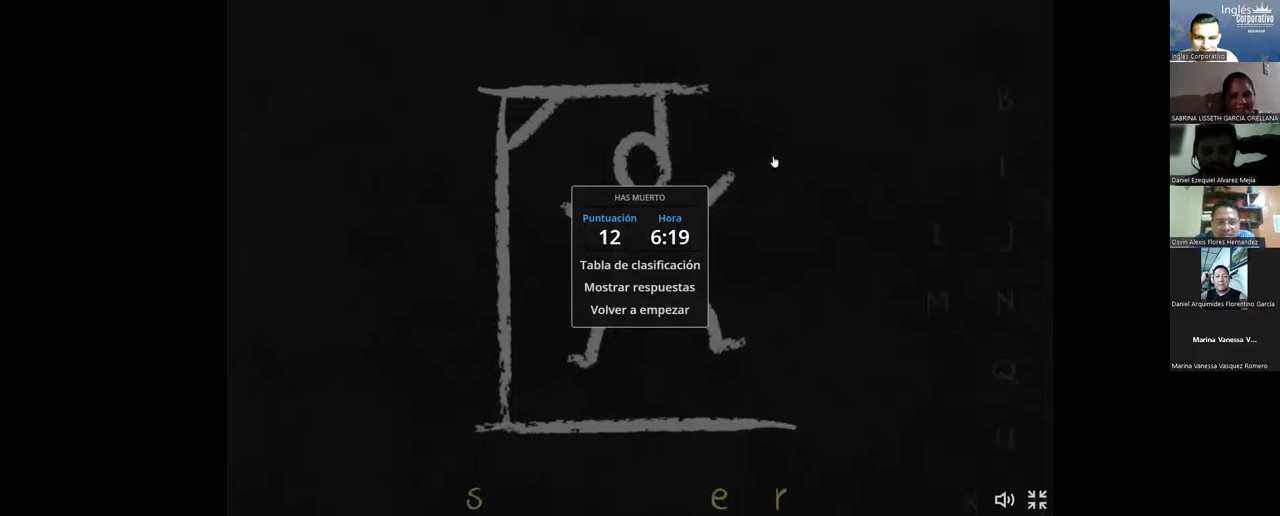 HAS MUERTO
Puntuación Hora
12 6:19
Tabla de clasificación
Mostrar respuestas
Volver a empezar
B
I
L J
M N
Q
s e r
Inglés
Corporativo
Ingles Corporativo
SABRINA LISSETH GARCIA ORELLANA
Daniel Ezequiel Alvarez Mejia
Osvin Alexis Flores Hernandez
Daniel Arquimides Florentino García
Marina Vanessa V...
Marina Vanessa Vasquez Romero